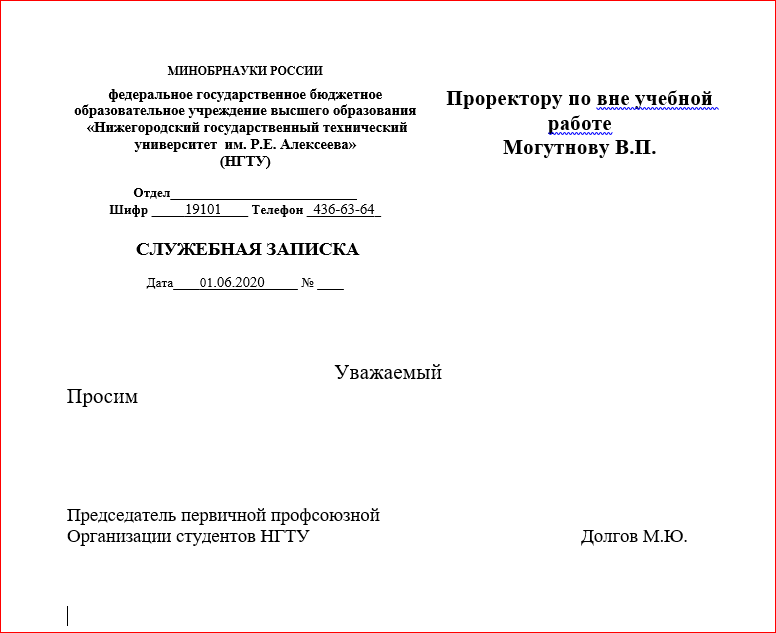 МИНОБРНАУКИ РОССИИ
федеральное государственное бюджетное
образовательное учреждение высшего образования
«Нижегородский государственный технический
университет им. Р.Е. Алексеева»
(НГТУ)
Отдел____________________________
Шифр _____19101____ Телефон _436-63-64_
СЛУЖЕБНАЯ ЗАПИСКА
Дата____01.06.2020_____ № ____
Проректору по вне учебной
работе
Могутнову В.П.
Уважаемый
Просим
Председатель первичной профсоюзной
Организации студентов НГТУ Долгов М.Ю.